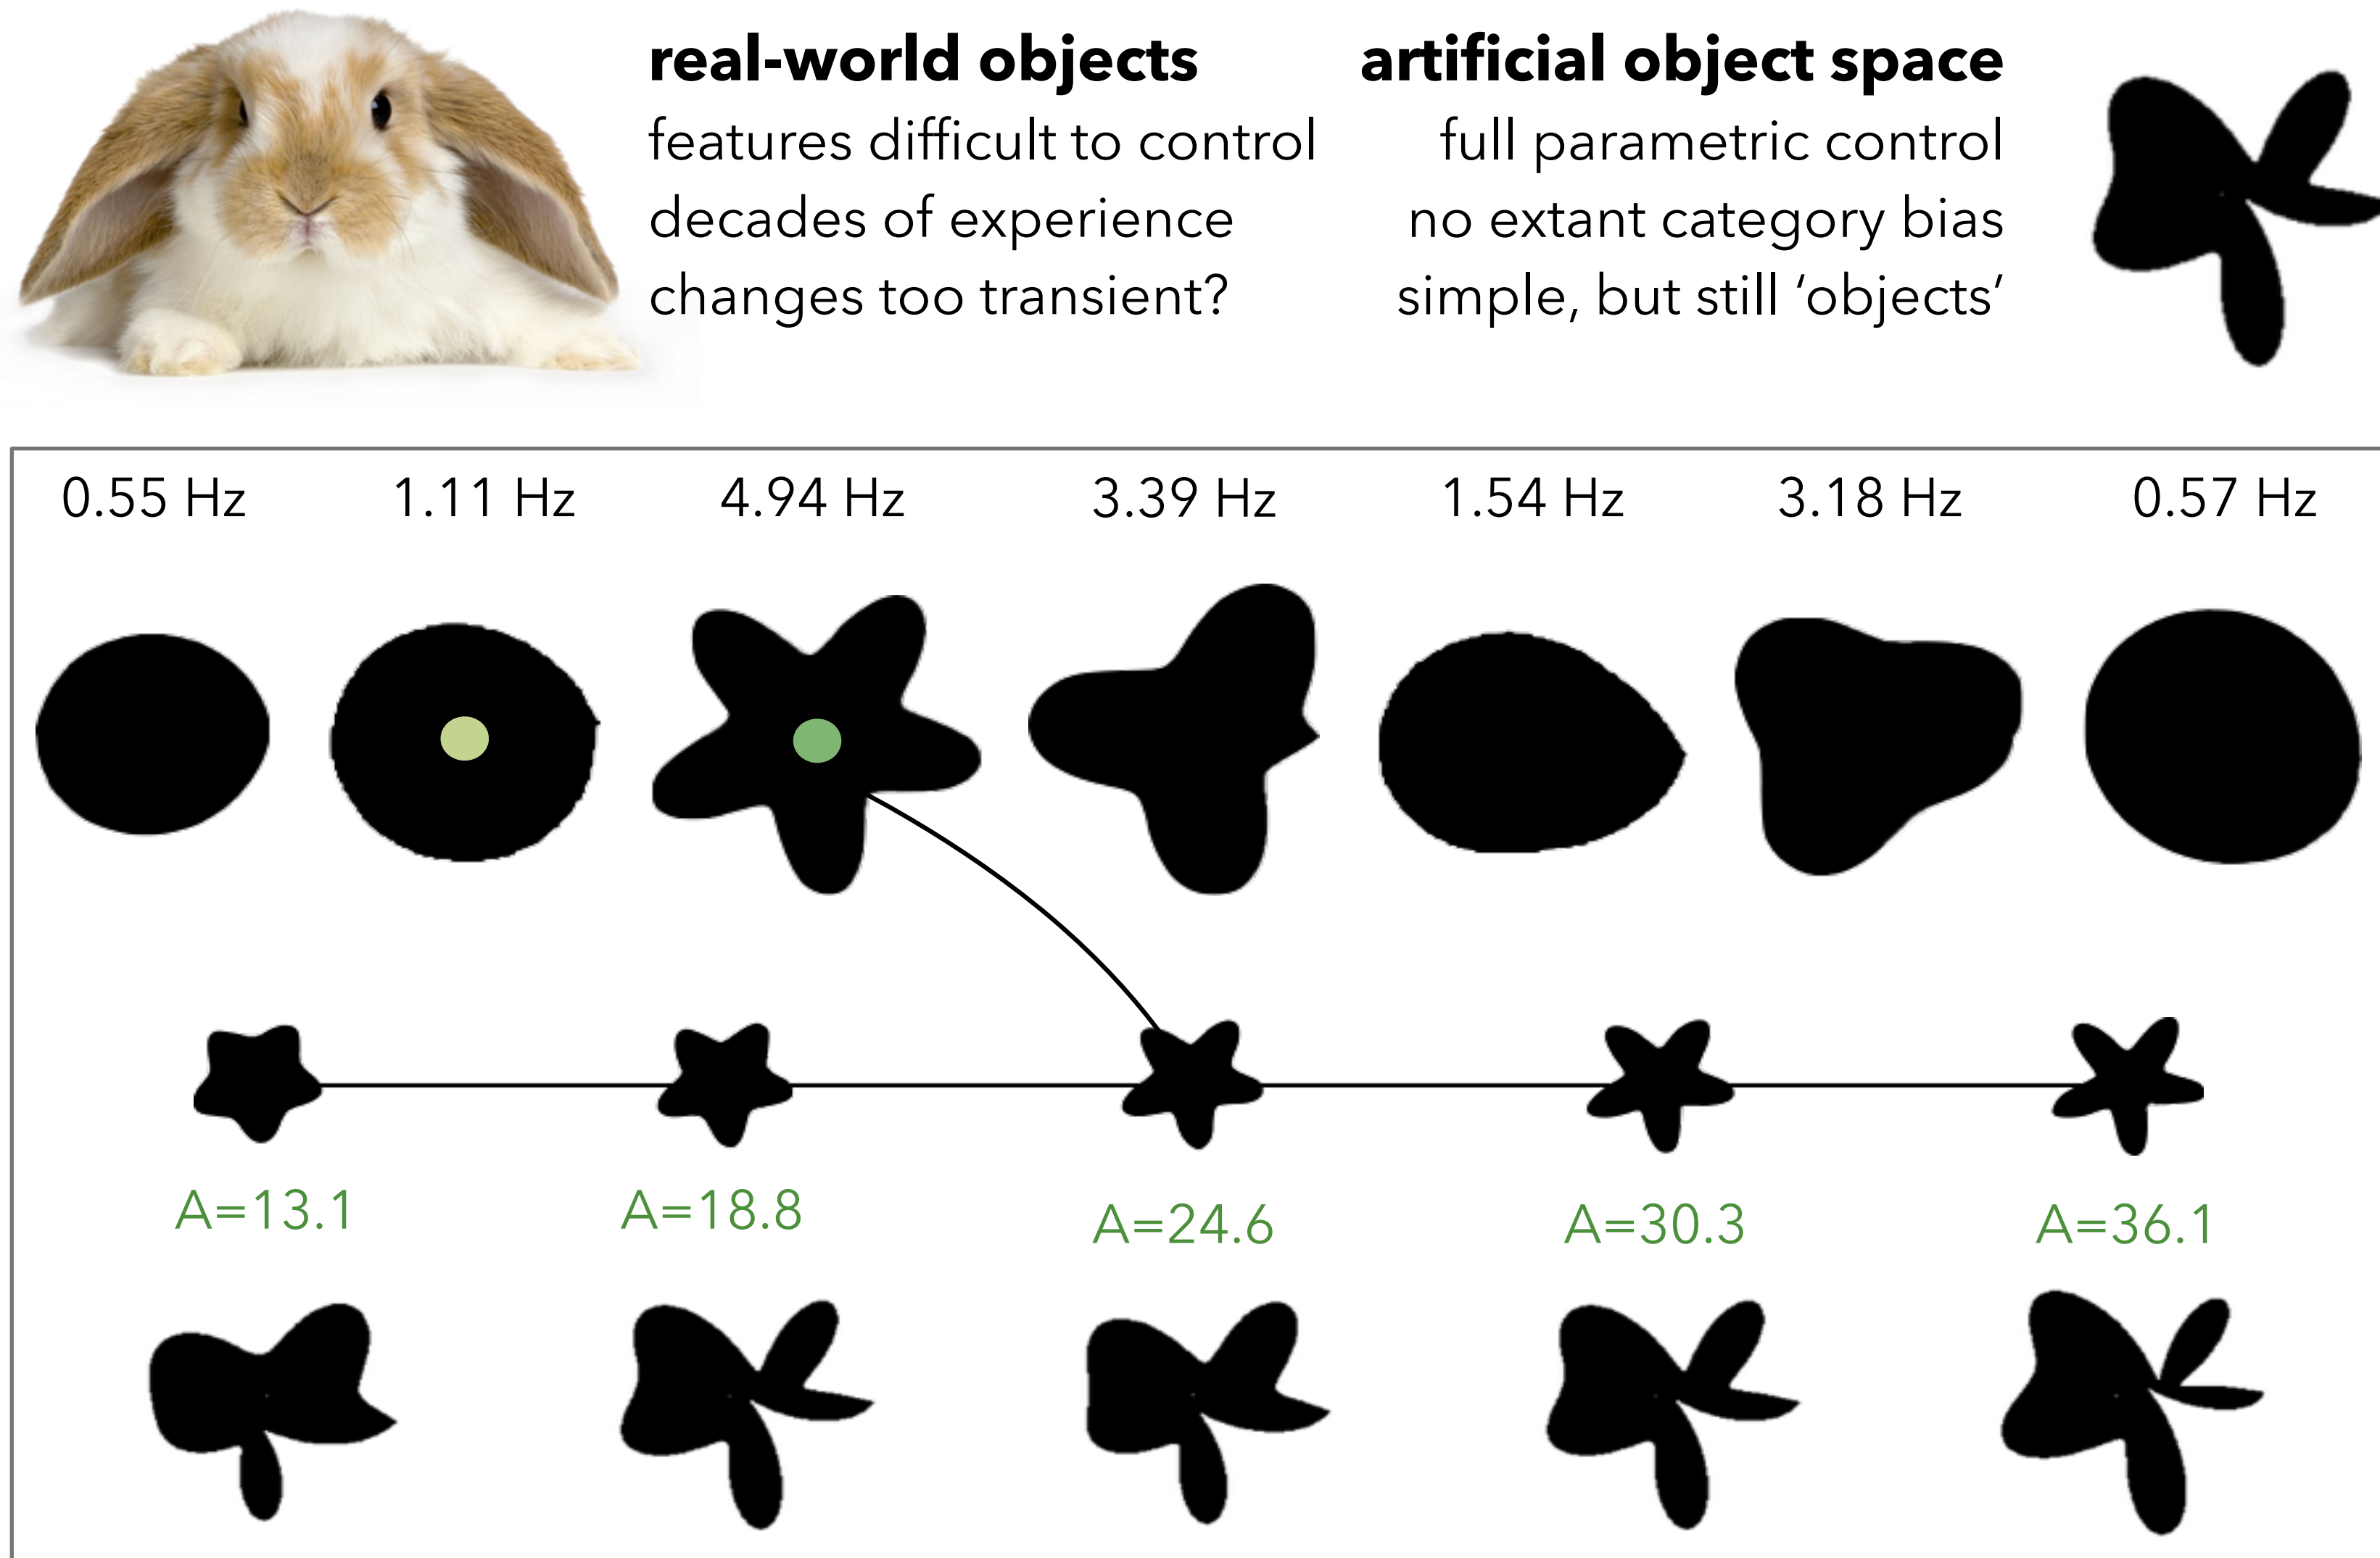 real-world objects
features difficult to control
decades of experience
changes too transient?
artificial object space
full parametric control
no extant category bias
simple, but still ‘objects’
0.55 Hz 1.11 Hz 4.94 Hz 3.39 Hz 1.54 Hz 3.18 Hz 0.57 Hz
A=13.1 A=18.8 A=24.6 A=30.3 A=36.1